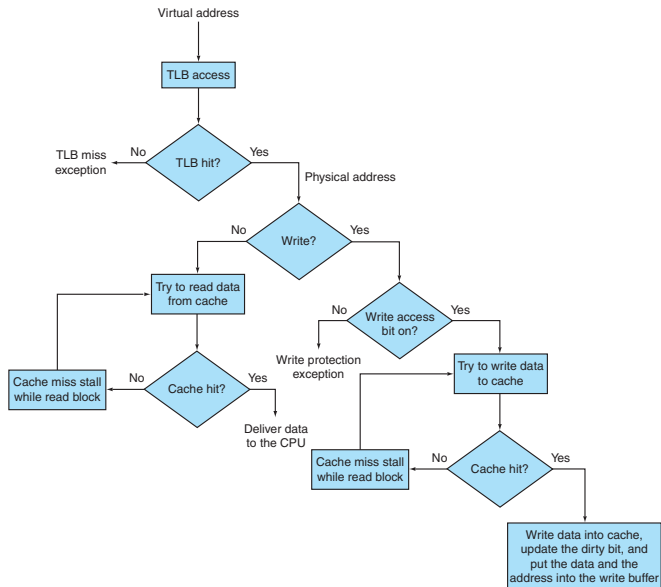 Virtual address
TLB access
No
Yes
TLB miss
exception
TLB hit?
Physical address
No
Yes
Write?
Try to read data
from cache
No
Yes
Write access
bit on?
Write protection
exception
Try to write data
to cache
No
Yes
Cache miss stall
while read block
Cache hit?
Deliver data
to the CPU
No
Yes
Cache miss stall
while read block
Cache hit?
Write data into cache,
update the dirty bit, and
put the data and the
address into the write buffer